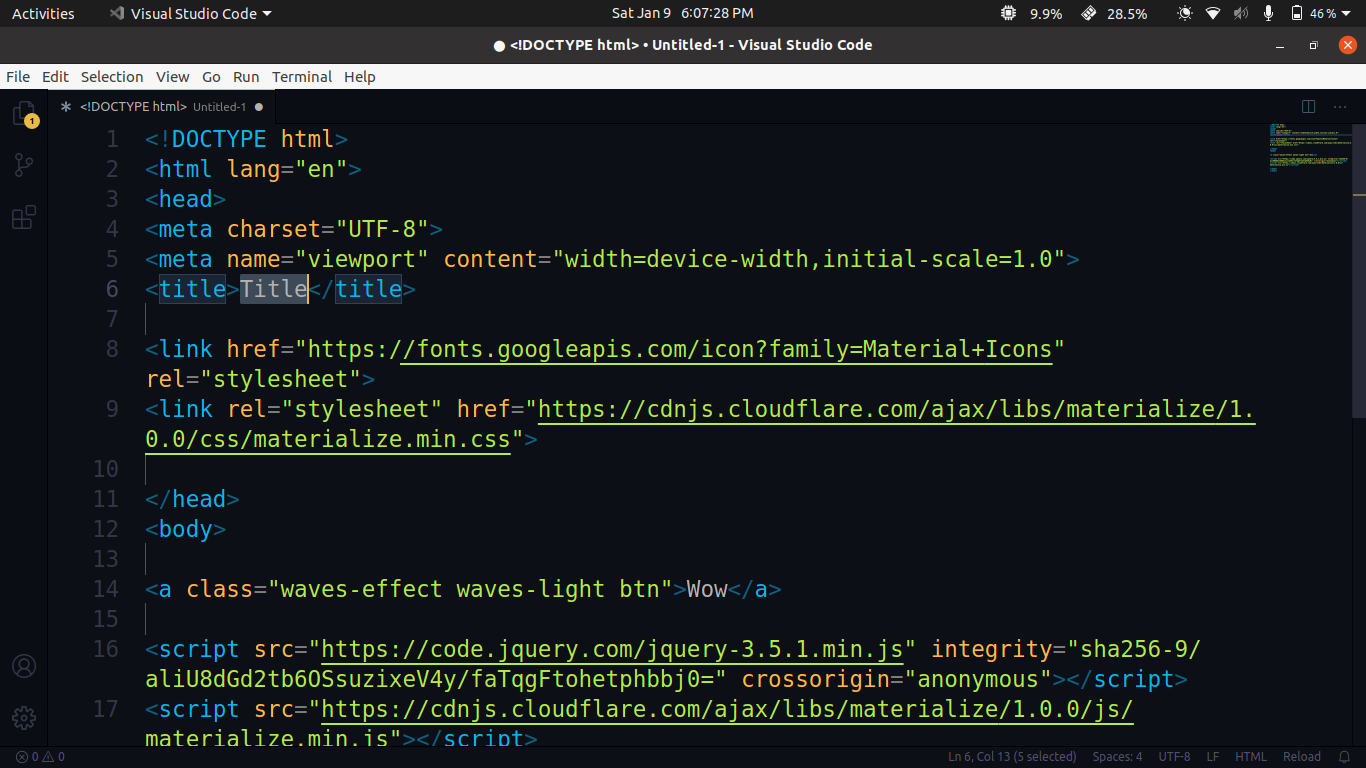 Activities Visual Studio Code Sat Jan 9 6:07:28 PM 9.9% 28.5% 46 %
● <!DOCTYPE html> • Untitled-1 - Visual Studio Code
File Edit Selection View Go Run Terminal Help
1
<!DOCTYPE html> Untitled-1 ●
1 <!DOCTYPE html>
2 <html lang="en">
3 <head>
4 <meta charset="UTF-8">
5 <meta name="viewport" content="width=device-width,initial-scale=1.0">
6 <title>Title</title>
7
8 <link href="https://fonts.googleapis.com/icon?family=Material+Icons"
rel="stylesheet">
9 <link rel="stylesheet" href="https://cdnjs.cloudflare.com/ajax/libs/materialize/1.
0.0/css/materialize.min.css">
10
11 </head>
12 <body>
13
14 <a class="waves-effect waves-light btn">Wow</a>
15
16 <script src="https://code.jquery.com/jquery-3.5.1.min.js" integrity="sha256-9/
aliU8dGd2tb6OSsuzixeV4y/faTqgFtohetphbbj0=" crossorigin="anonymous"></script>
17 <script src="https://cdnjs.cloudflare.com/ajax/libs/materialize/1.0.0/js/
materialize.min.js"></script>
0 0 Ln 6, Col 13 (5 selected) Spaces: 4 UTF-8 LF HTML Reload